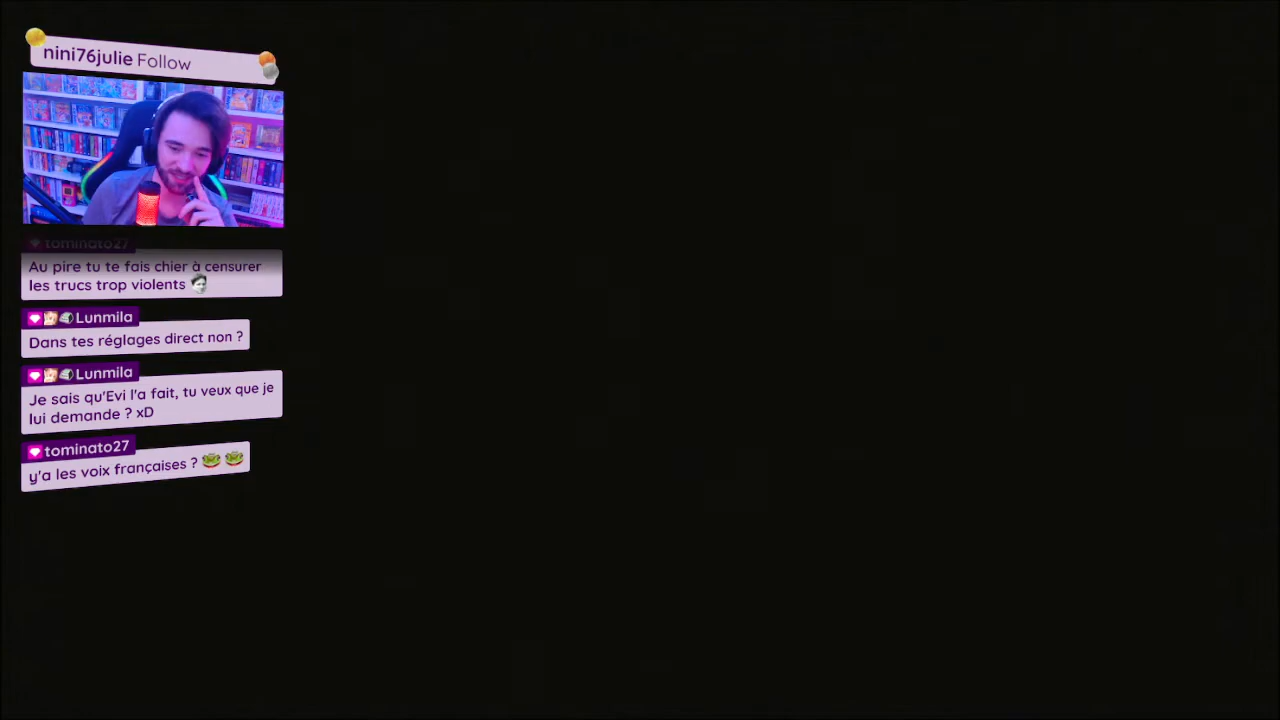 nini76julie Follow
tominato27
Au pire tu te fais chier à censurer
les trucs trop violents
Lunmila
Dans tes réglages direct non ?
Lunmila
Je sais qu'Evi l'a fait, tu veux que je
lui demande ? xD
tominato27
y'a les voix françaises ?